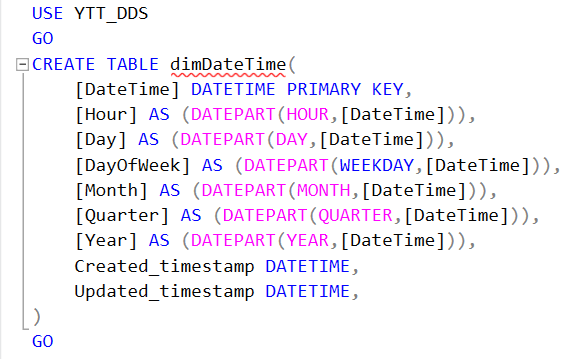 USE YTT_DDS
GO
CREATE TABLE dimDateTime(
    [DateTime] DATETIME PRIMARY KEY,
    [Hour] AS (DATEPART(HOUR,[DateTime])),
    [Day] AS (DATEPART(DAY,[DateTime])),
    [DayOfWeek] AS (DATEPART(WEEKDAY,[DateTime])),
    [Month] AS (DATEPART(MONTH,[DateTime])),
    [Quarter] AS (DATEPART(QUARTER,[DateTime])),
    [Year] AS (DATEPART(YEAR,[DateTime])),
    Created_timestamp DATETIME,
    Updated_timestamp DATETIME,
)
GO